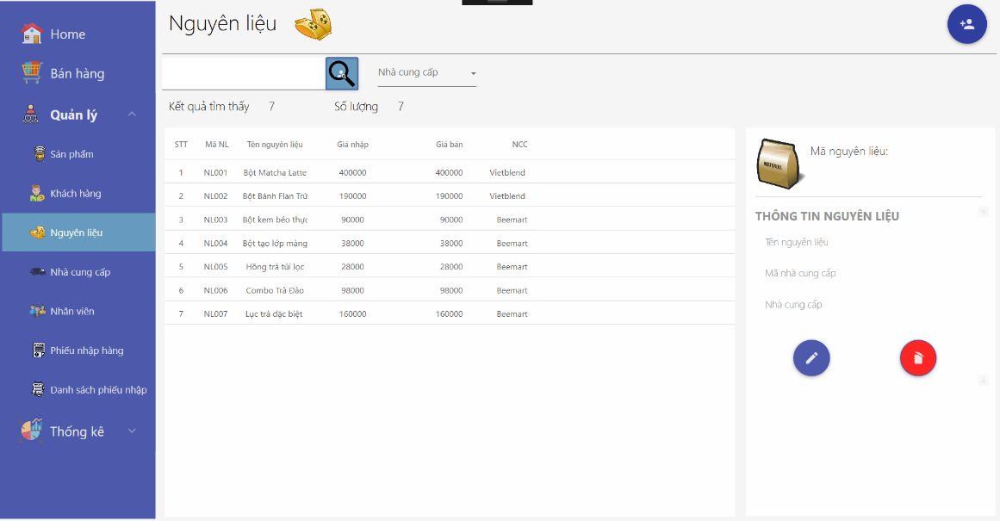 Home
Bán hàng
Quản lý
Sản phẩm
Khách hàng
Nguyên liệu
Nhà cung cấp
Nhân viên
Phiếu nhập hàng
Danh sách phiếu nhập
Thống kê
Nguyên liệu
Nhà cung cấp
Kết quả tìm thấy 7 Số lượng 7
STT Mã NL Tên nguyên liệu Giá nhập Giá bán NCC
1 NL001 Bột Matcha Latte 400000 400000 Vietblend
2 NL002 Bột Bánh Flan Trứ 190000 190000 Vietblend
3 NL003 Bột kem béo thực 90000 90000 Beemart
4 NL004 Bột tạo lớp máng 38000 38000 Beemart
5 NL005 Hồng trà túi lọc 28000 28000 Beemart
6 NL006 Combo Trà Đào 98000 98000 Beemart
7 NL007 Lục trà đặc biệt 160000 160000 Beemart
MATERIAL
Mã nguyên liệu:
THÔNG TIN NGUYÊN LIỆU
Tên nguyên liệu
Mã nhà cung cấp
Nhà cung cấp